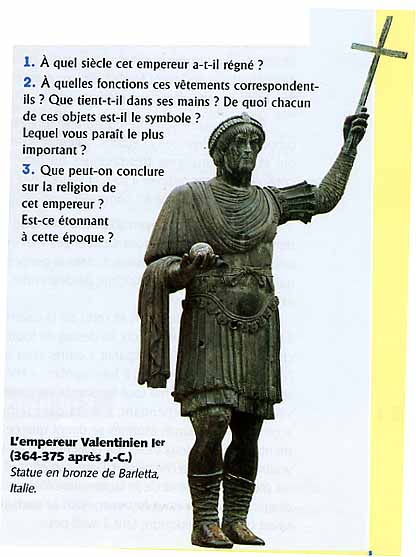 1. À quel siècle cet empereur a-t-il régné ?
2. À quelles fonctions ces vêtements correspondent-
ils ? Que tient-t-il dans ses mains ? De quoi chacun
de ces objets est-il le symbole ?
Lequel vous paraît le plus
important ?
3. Que peut-on conclure
sur la religion de
cet empereur ?
Est-ce étonnant
à cette époque ?
L'empereur Valentinien Ier
(364-375 après J.-C.)
Statue en bronze de Barletta,
Italie.